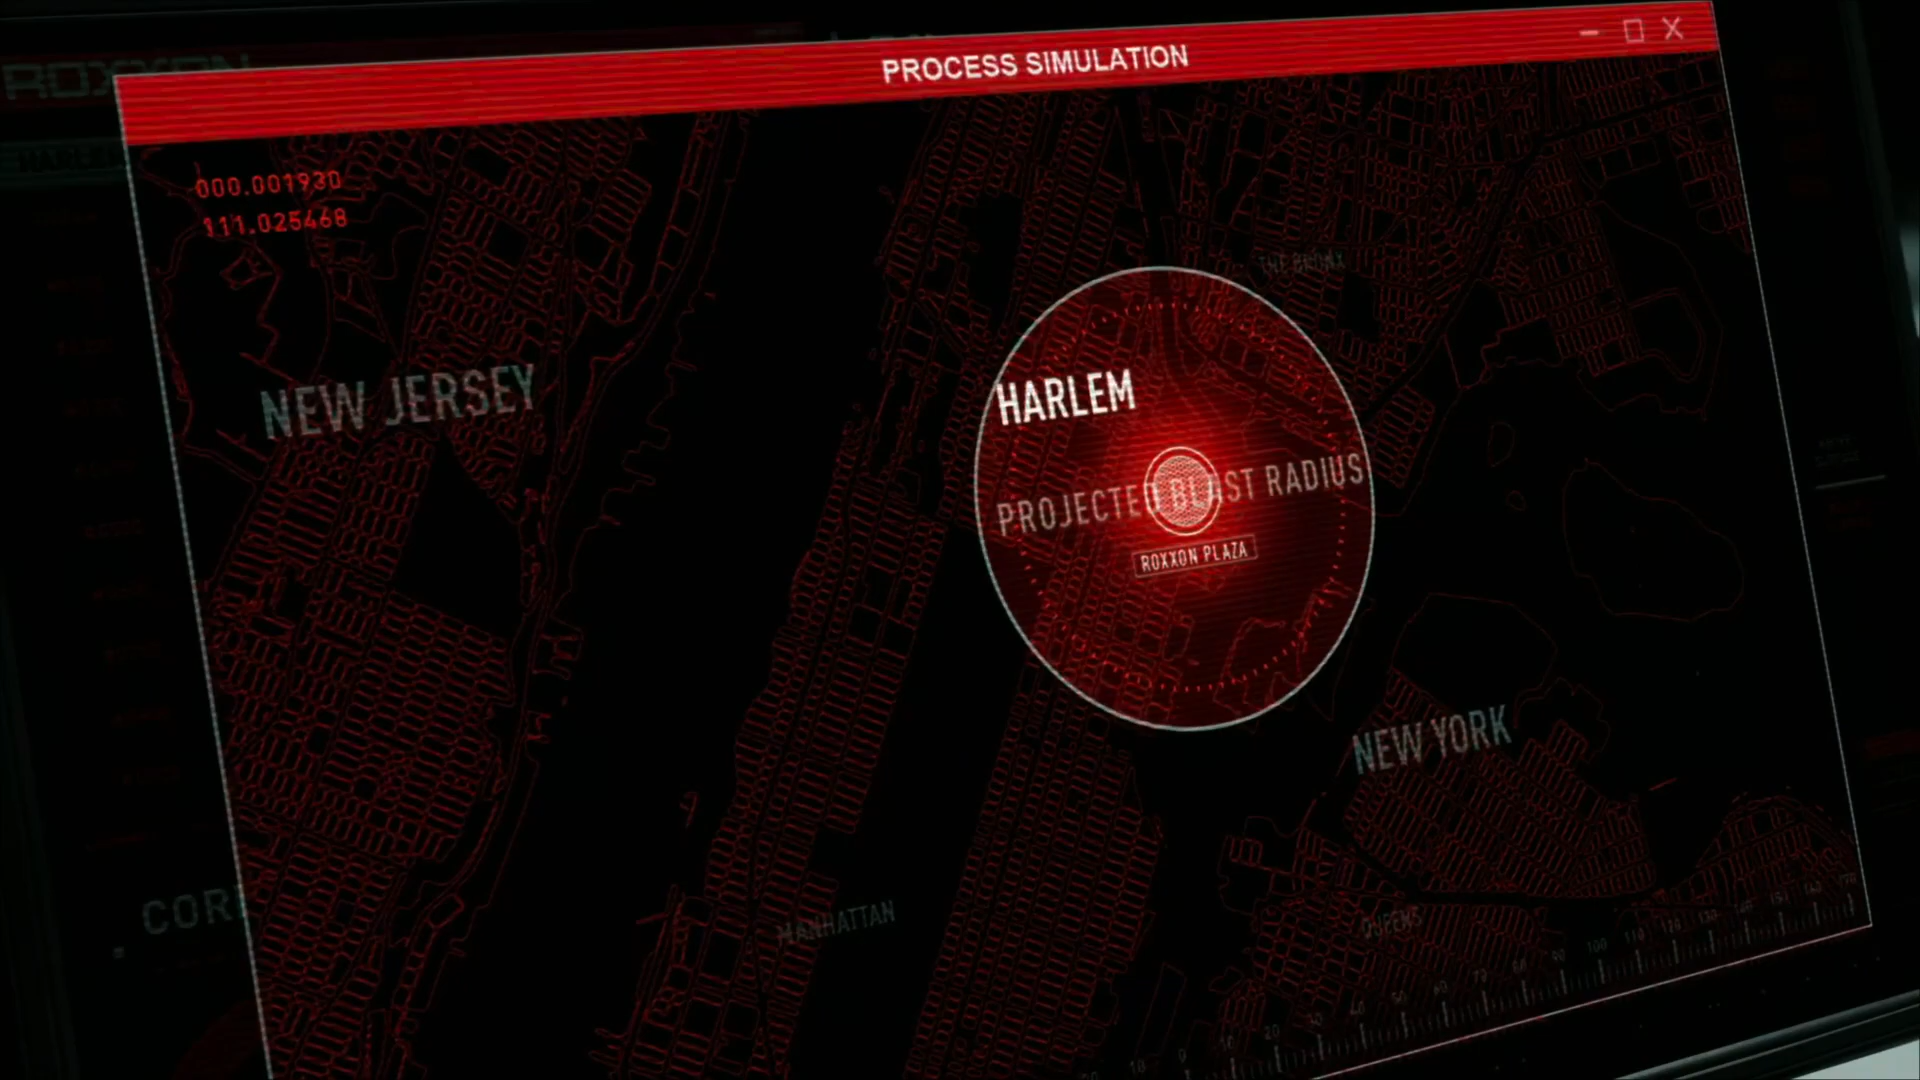 PROCESS SIMULATION
ROXXON
000.001930
111.025468
THE BRONX
NEW JERSEY
HARLEM
PROJECTED BLAST RADIUS
ROXXON PLAZA
NEW YORK
MANHATTAN
QUEENS